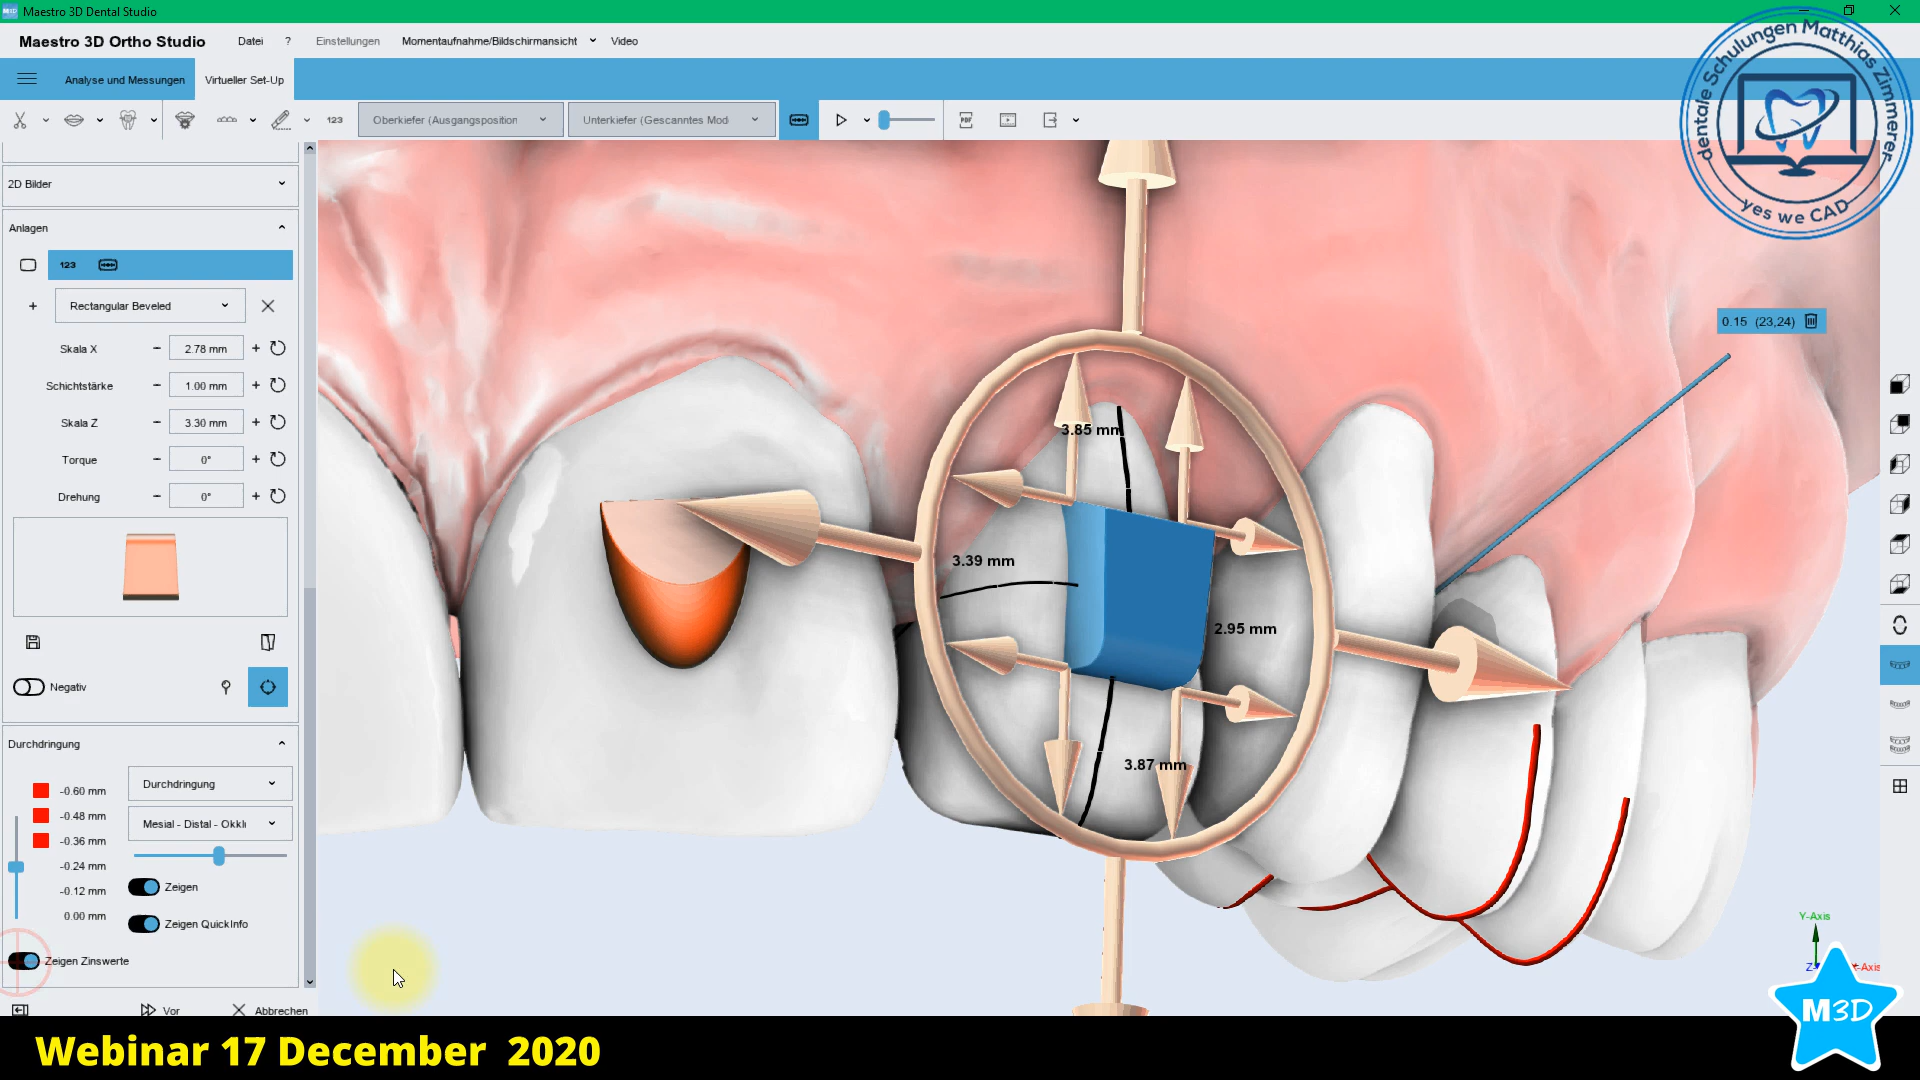 Maestro 3D Dental Studio
Maestro 3D Ortho Studio
Datei
?
Einstellungen
Momentaufnahme/Bildschirmansicht
Video
Analyse und Messungen
Virtueller Set-Up
123
Oberkiefer (Ausgangsposition
Unterkiefer (Gescanntes Mod
PDF
dentale Schulungen Matthias Zimmerer
yes we CAD
2D Bilder
Anlagen
123
Rectangular Beveled
Skala X
2.78 mm
Schichtstärke
1.00 mm
Skala Z
3.30 mm
Torque
0°
Drehung
0°
Negativ
Durchdringung
-0.60 mm
-0.48 mm
-0.36 mm
-0.24 mm
-0.12 mm
0.00 mm
Durchdringung
Mesial - Distal - Okkl
Zeigen
Zeigen QuickInfo
Zeigen Zinswerte
Vor
Abbrechen
3.85 mm
3.39 mm
2.95 mm
3.87 mm
0.15 (23,24)
Y-Axis
Z-
-Axis
M3D
Webinar 17 December 2020